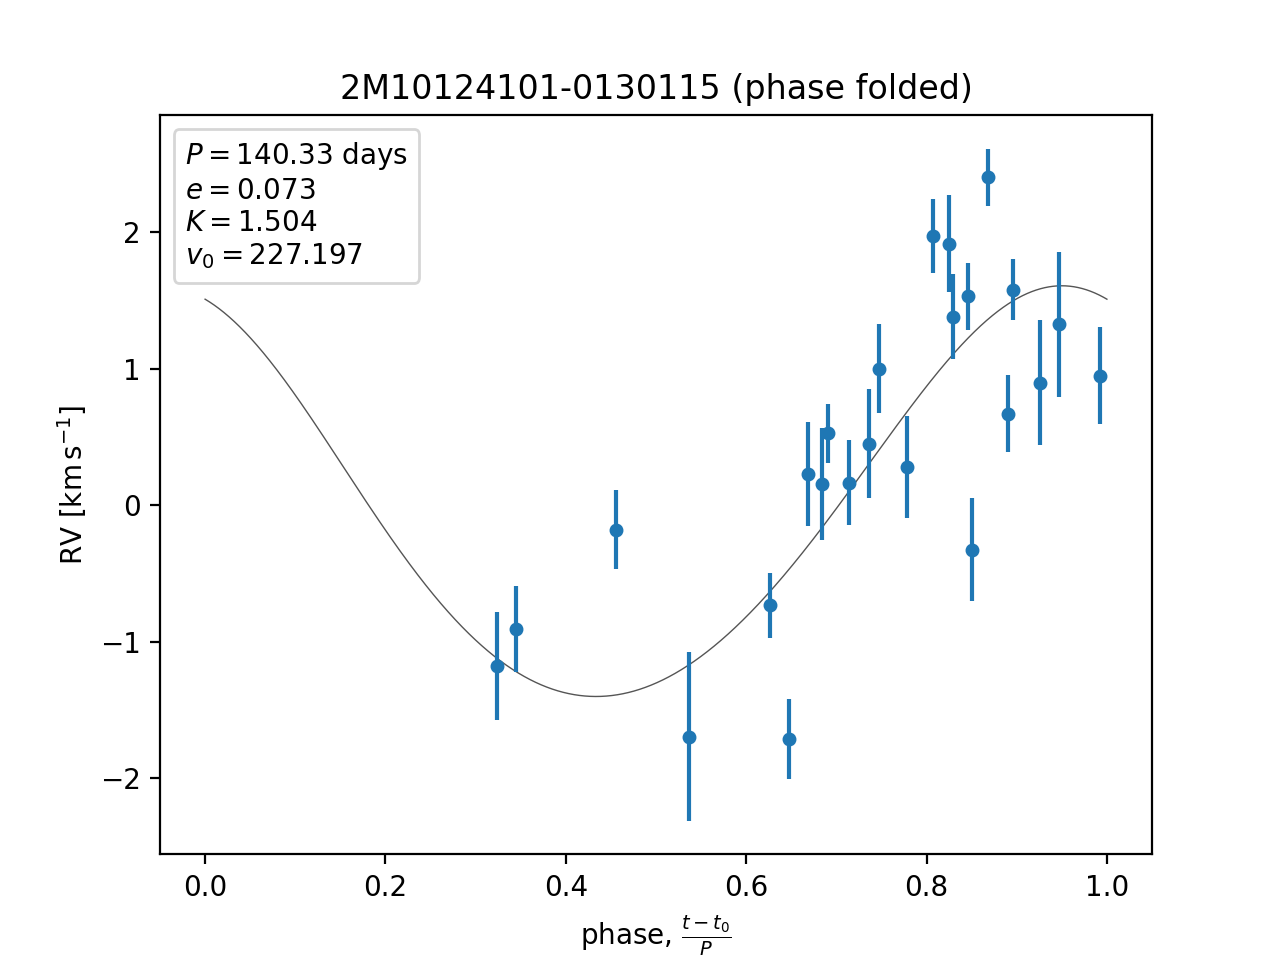 2M10124101-0130115 (phase folded)
P = 140.33 days
e = 0.073
K = 1.504
v₀ = 227.197
RV [km s⁻¹]
2
1
0
−1
−2
0.0 0.2 0.4 0.6 0.8 1.0
phase, (t − t₀)/P